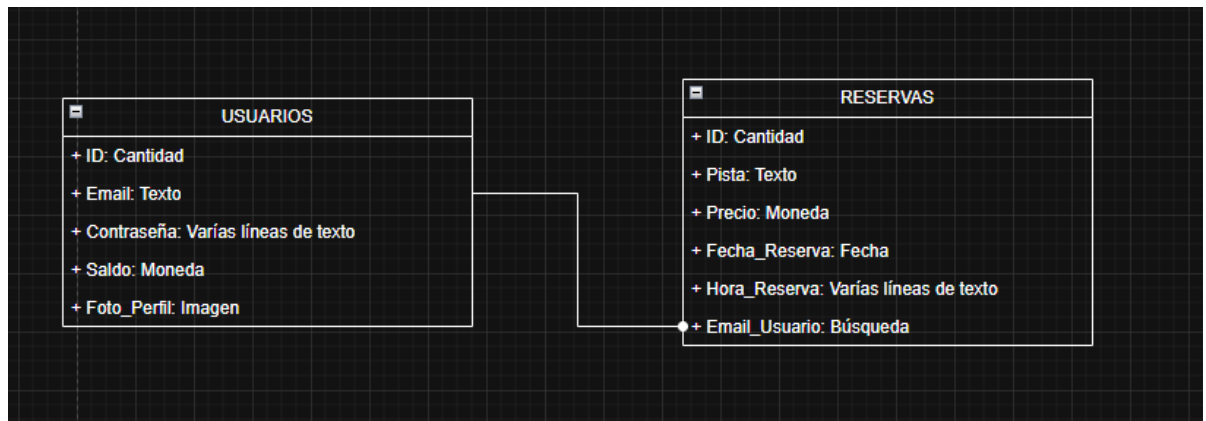 USUARIOS
+ ID: Cantidad
+ Email: Texto
+ Contraseña: Varías líneas de texto
+ Saldo: Moneda
+ Foto_Perfil: Imagen
RESERVAS
+ ID: Cantidad
+ Pista: Texto
+ Precio: Moneda
+ Fecha_Reserva: Fecha
+ Hora_Reserva: Varías líneas de texto
+ Email_Usuario: Búsqueda